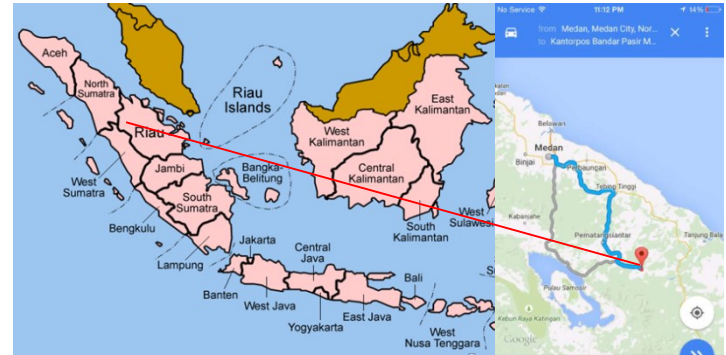 Aceh
North
Sumatra
Riau
Islands
Riau
West
Sumatra
Jambi
Bengkulu
South
Sumatra
Bangka-
Belitung
Lampung
West
Kalimantan
East
Kalimantan
Central
Kalimantan
South
Kalimantan
West
Sulawesi
Jakarta
Banten
West Java
Central
Java
Yogyakarta
East Java
Bali
West
Nusa Tenggara
No Service
11:12 PM
14%
from Medan, Medan City, Nor...
to Kantorpos Bandar Pasir M...
Belawan
Medan
Binjai
Perbaungan
Tebing Tinggi
Kabanjahe
Pematangsiantar
Tanjung Bala
Pulau Samosir
Kebun Raya Katingan
Google